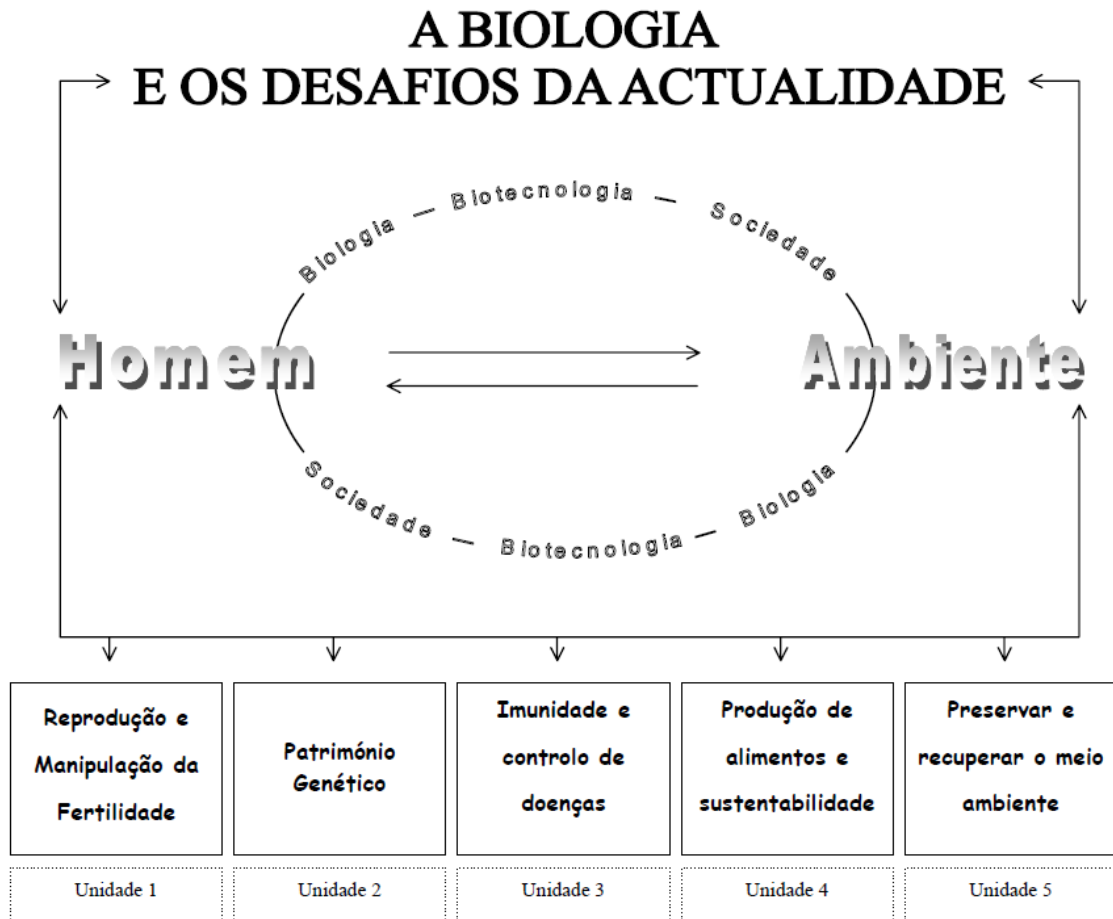 A BIOLOGIA
E OS DESAFIOS DA ACTUALIDADE
Biologia — Biotecnologia — Sociedade
Homem
Ambiente
Sociedade — Biotecnologia — Biologia
Reprodução e
Manipulação da
Fertilidade
Património
Genético
Imunidade e
controlo de
doenças
Produção de
alimentos e
sustentabilidade
Preservar e
recuperar o meio
ambiente
Unidade 1
Unidade 2
Unidade 3
Unidade 4
Unidade 5